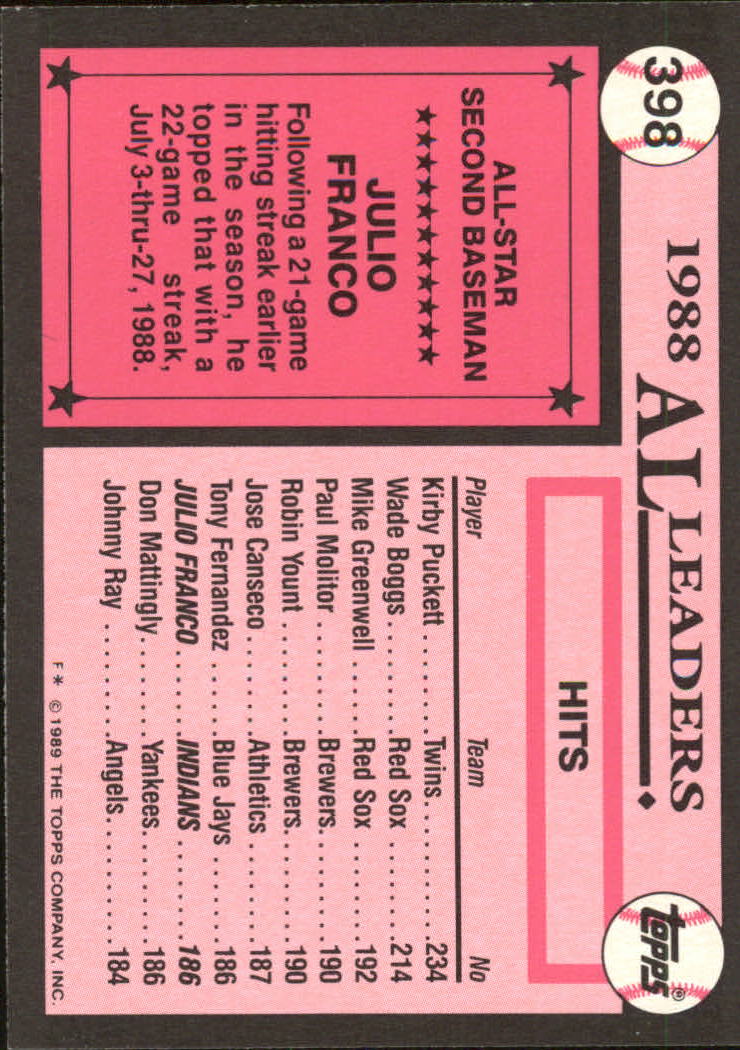 398
1988 AL LEADERS
topps®
ALL-STAR
SECOND BASEMAN
★★★★★★★★★★★
JULIO
FRANCO
Following a 21-game
hitting streak earlier
in the season, he
topped that with a
22-game streak,
July 3-thru-27, 1988.
HITS
Player Team No
Kirby Puckett ........Twins..............234
Wade Boggs ........Red Sox ..........214
Mike Greenwell ......Red Sox ..........192
Paul Molitor ........Brewers...........190
Robin Yount ........Brewers...........190
Jose Canseco........Athletics ..........187
Tony Fernandez ......Blue Jays .........186
JULIO FRANCO ......INDIANS .........186
Don Mattingly........Yankees...........186
Johnny Ray ........Angels............184
F* © 1989 THE TOPPS COMPANY, INC.